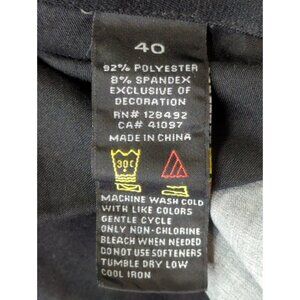 40
92% POLYESTER
8% SPANDEX
EXCLUSIVE OF
DECORATION
RN# 128492
CA# 41097
MADE IN CHINA
30C
MACHINE WASH COLD
WITH LIKE COLORS
GENTLE CYCLE
ONLY NON-CHLORINE
BLEACH WHEN NEEDED
DO NOT USE SOFTENERS
TUMBLE DRY LOW
COOL IRON